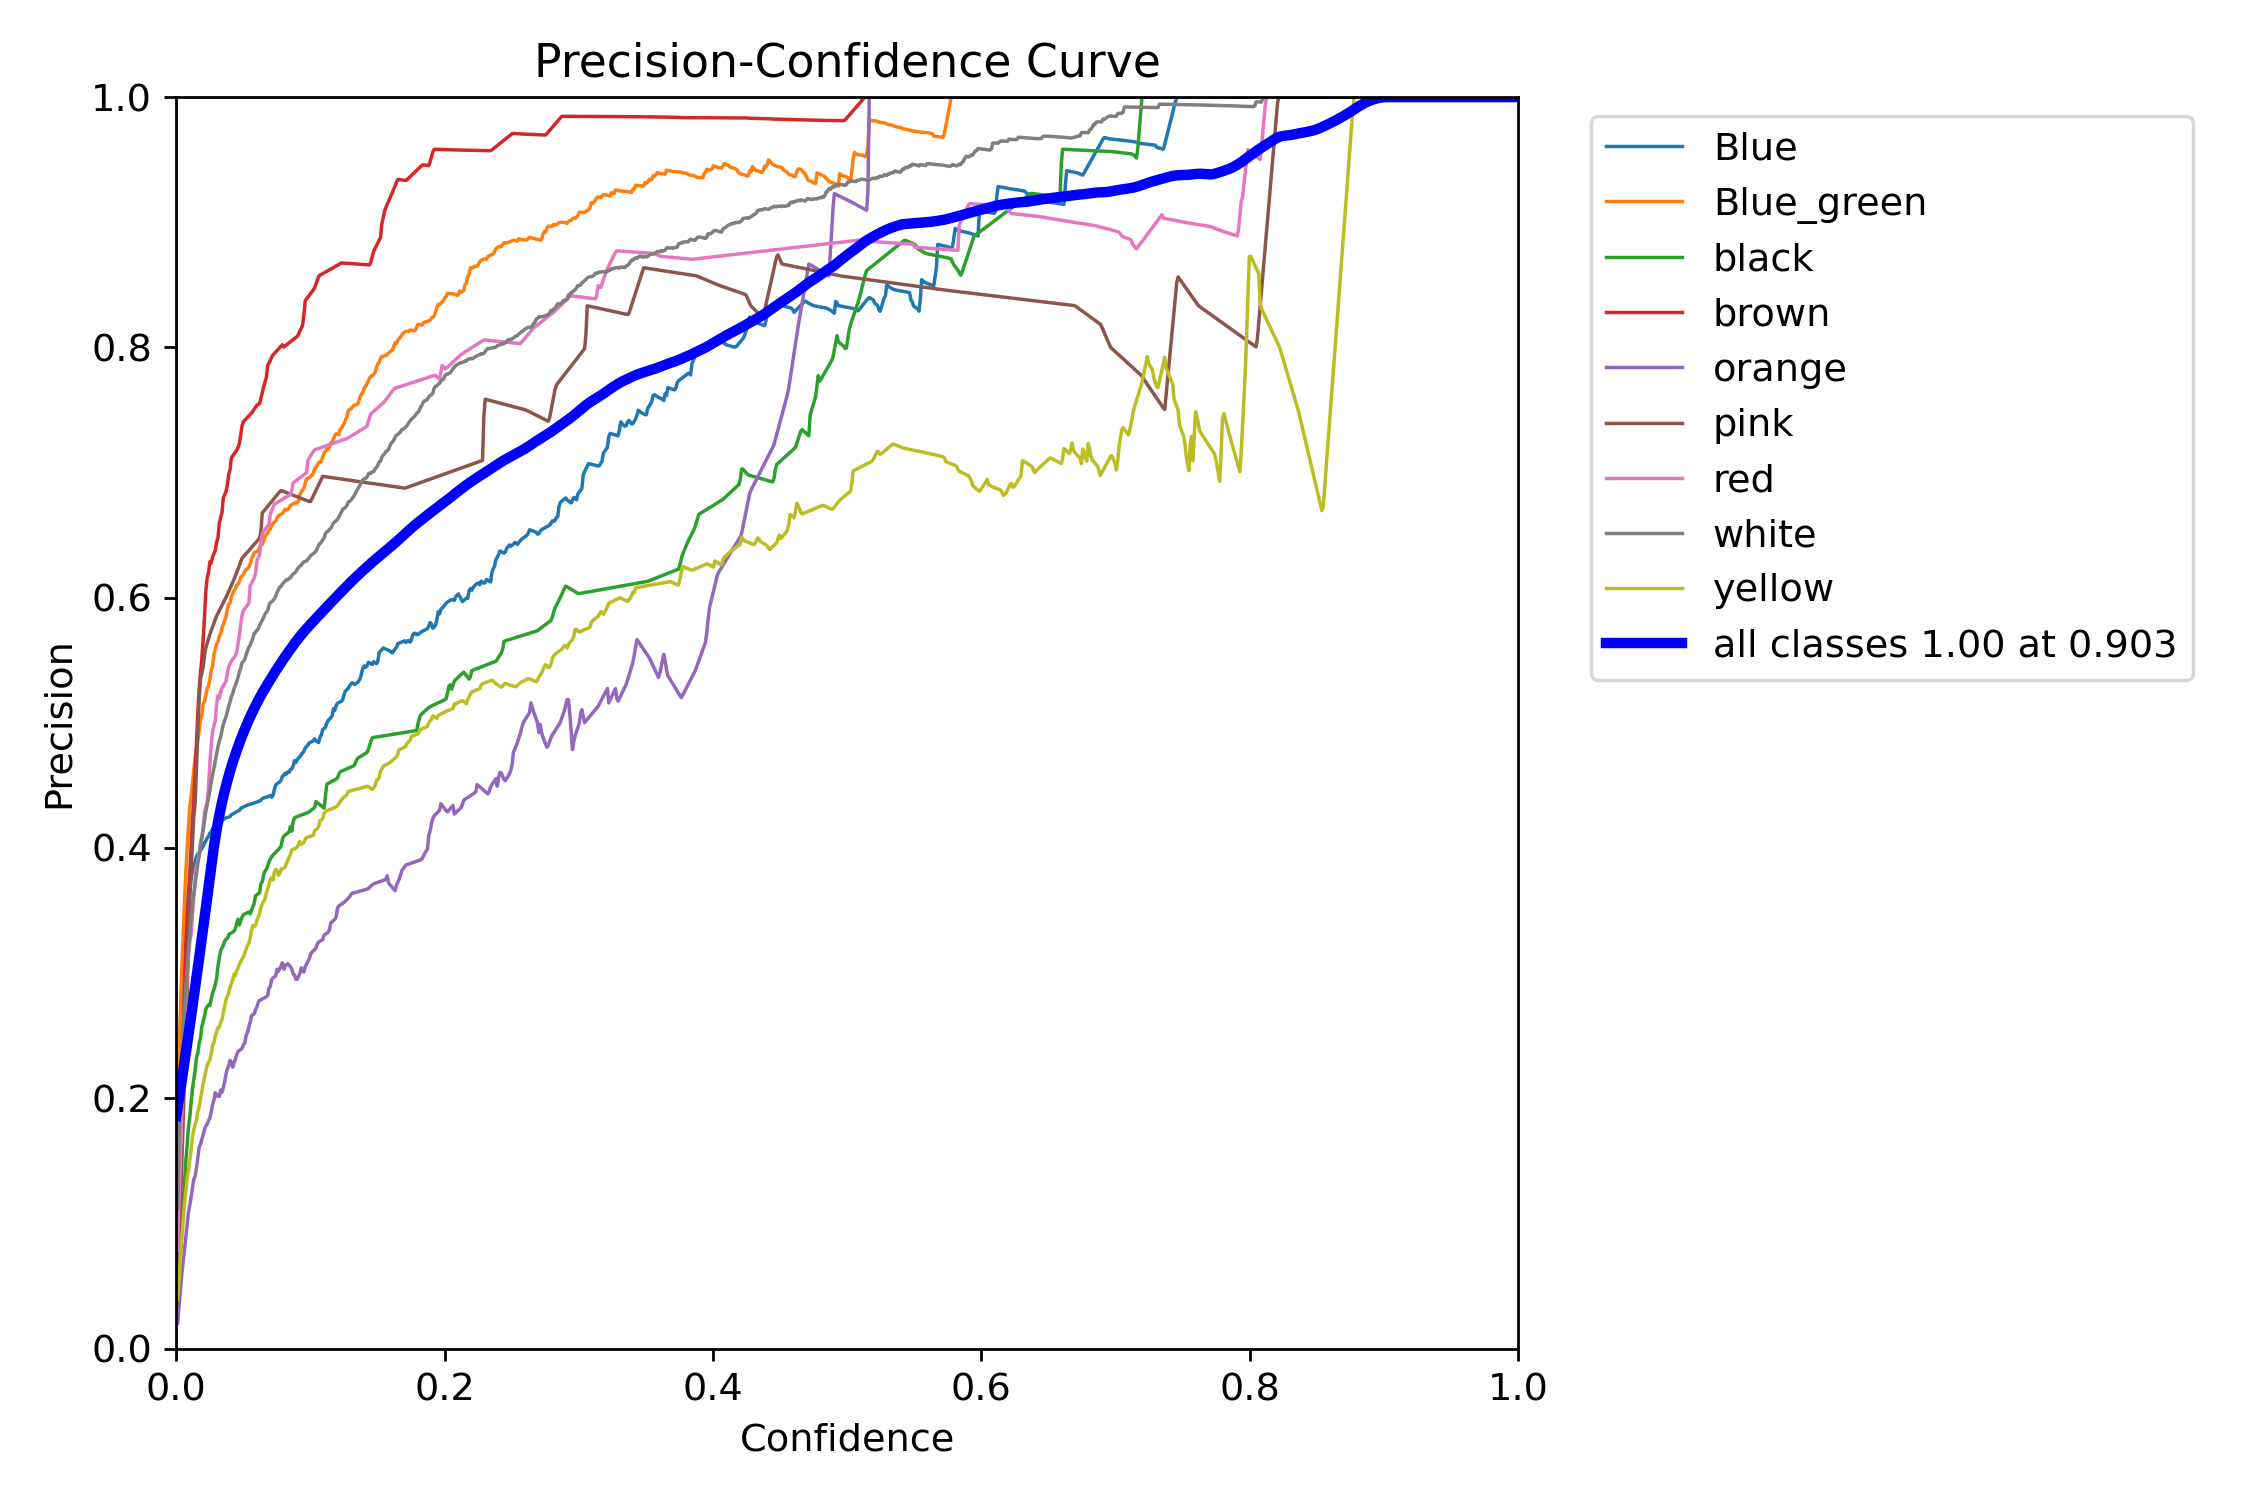 Precision-Confidence Curve
1.0
0.8
0.6
0.4
0.2
0.0
Precision
0.0 0.2 0.4 0.6 0.8 1.0
Confidence
Blue
Blue_green
black
brown
orange
pink
red
white
yellow
all classes 1.00 at 0.903